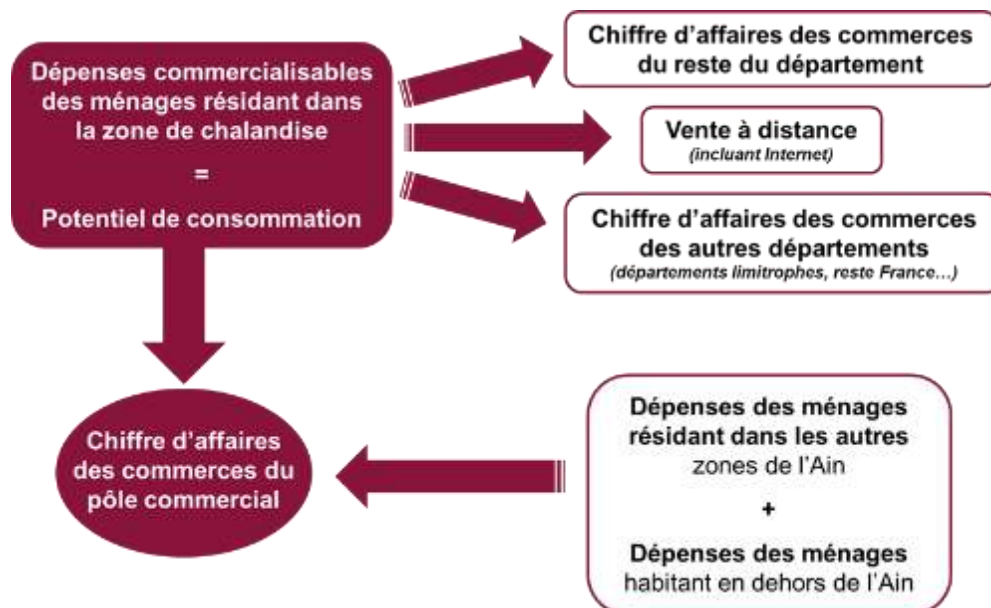 Dépenses commercialisables
des ménages résidant dans
la zone de chalandise
=
Potentiel de consommation
Chiffre d'affaires des commerces
du reste du département
Vente à distance
(incluant Internet)
Chiffre d'affaires des commerces
des autres départements
(départements limitrophes, reste France…)
Chiffre d'affaires
des commerces du
pôle commercial
Dépenses des ménages
résidant dans les autres
zones de l'Ain
+
Dépenses des ménages
habitant en dehors de l'Ain